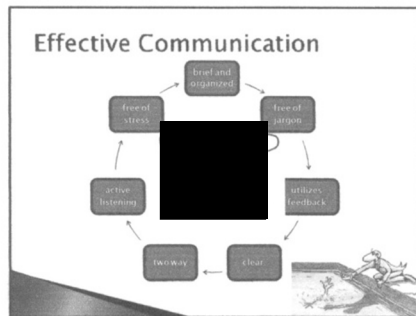 Effective Communication
brief and
organized
free of
jargon
utilizes
feedback
clear
two way
active
listening
free of
stress